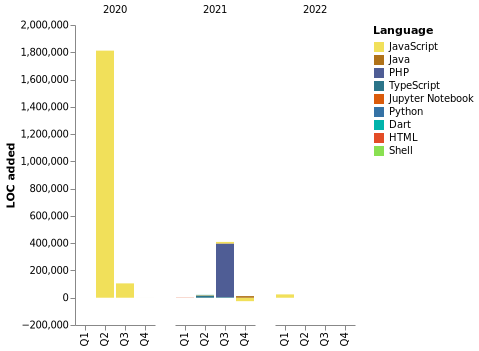 2020 2021 2022
LOC added
2,000,000
1,800,000
1,600,000
1,400,000
1,200,000
1,000,000
800,000
600,000
400,000
200,000
0
−200,000
Q1 Q2 Q3 Q4 Q1 Q2 Q3 Q4 Q1 Q2 Q3 Q4
Language
JavaScript
Java
PHP
TypeScript
Jupyter Notebook
Python
Dart
HTML
Shell